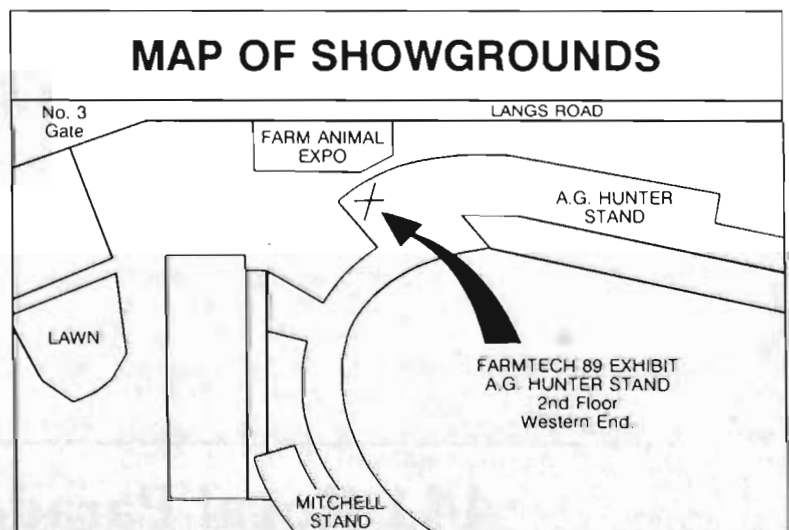 MAP OF SHOWGROUNDS
No. 3
Gate
LANGS ROAD
FARM ANIMAL
EXPO
A.G. HUNTER
STAND
LAWN
FARMTECH 89 EXHIBIT
A.G. HUNTER STAND
2nd Floor
Western End.
MITCHELL
STAND